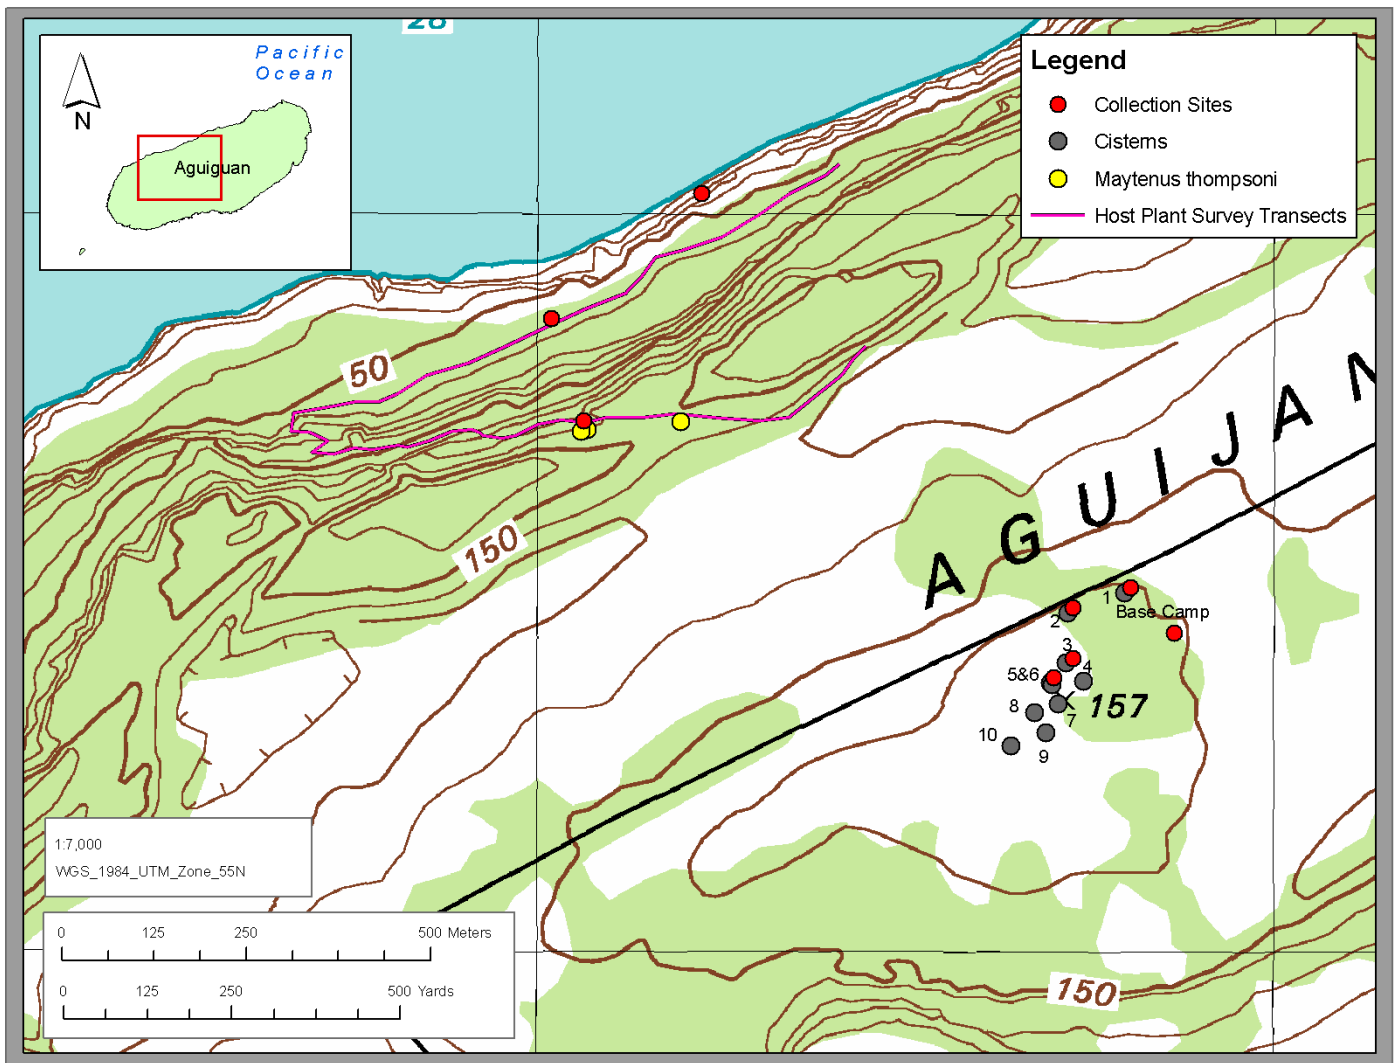 28
Pacific
Ocean
N
Aguiguan
Legend
Collection Sites
Cisterns
Maytenus thompsoni
Host Plant Survey Transects
50
150
AGUIJAN
1
Base Camp
2
3
4
5&6
157
7
8
9
10
1:7,000
WGS_1984_UTM_Zone_55N
0 125 250 500 Meters
0 125 250 500 Yards
150